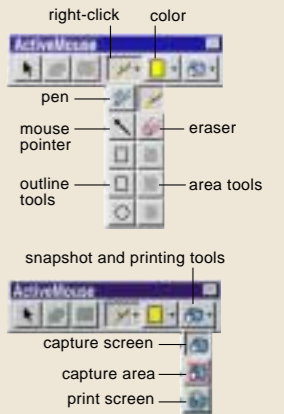 right-click
color
ActiveMouse
pen
mouse pointer
eraser
outline tools
area tools
snapshot and printing tools
ActiveMouse
capture screen
capture area
print screen